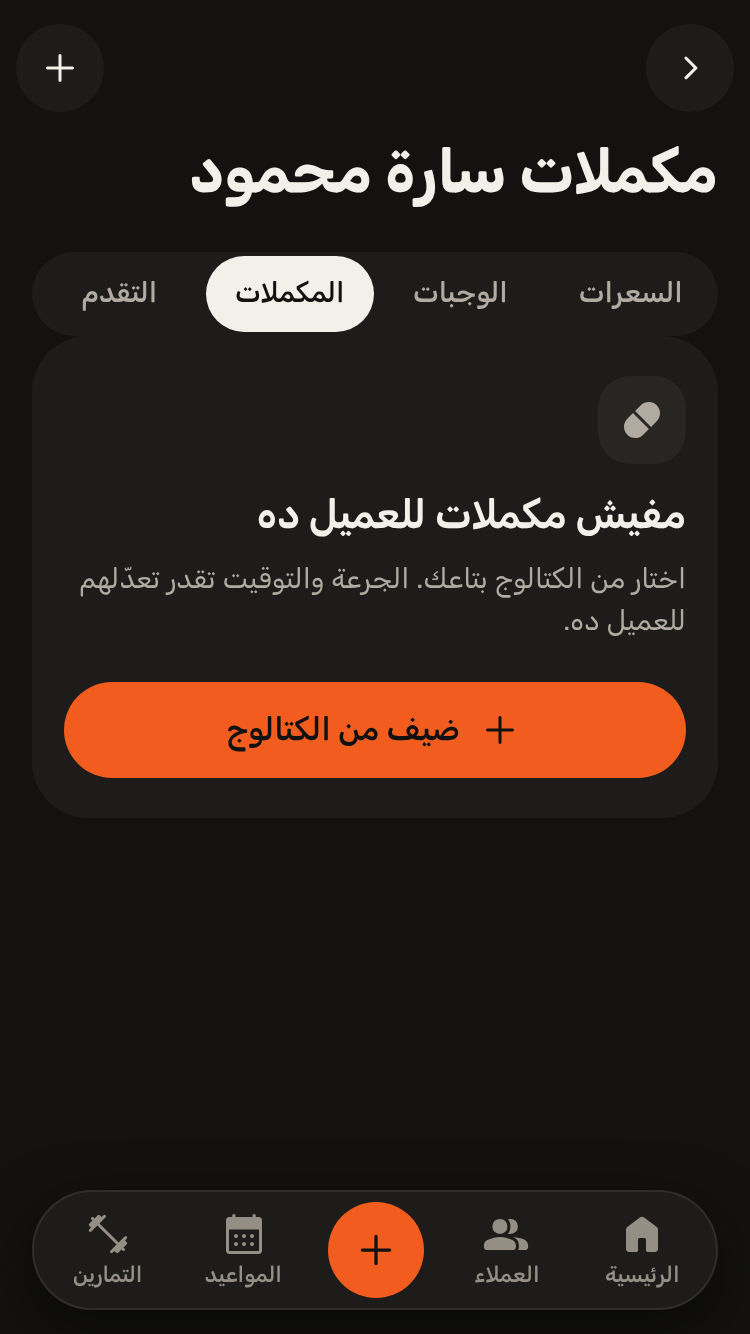 مكملات سارة محمود
السعرات
الوجبات
المكملات
التقدم
مفيش مكملات للعميل ده
اختار من الكتالوج بتاعك. الجرعة والتوقيت تقدر تعدّلهم
للعميل ده.
ضيف من الكتالوج
الرئيسية
العملاء
المواعيد
التمارين